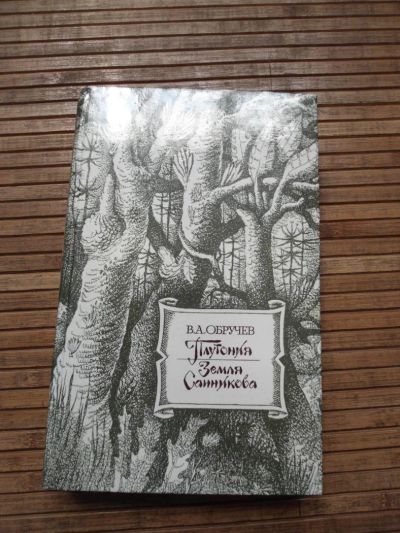 В.А.ОБРУЧЕВ
Плутония
Земля
Санникова